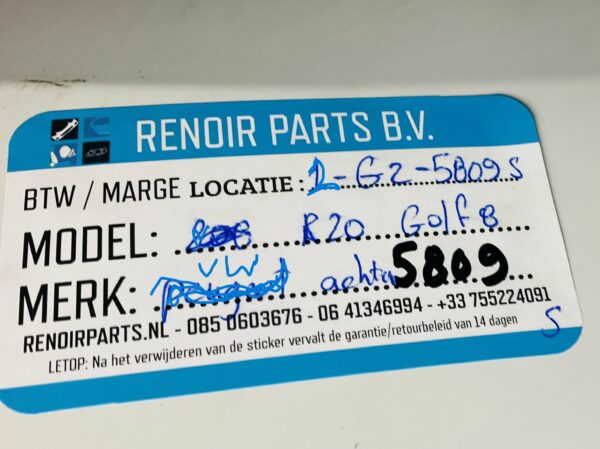 RENOIR PARTS B.V.
BTW / MARGE LOCATIE: 1-G2-5809 S
MODEL: R20 Golf 8
MERK: VW achter 5809
RENOIRPARTS.NL - 085 0603676 - 06 41346994 - +33 755224091
LETOP: Na het verwijderen van de sticker vervalt de garantie/retourbeleid van 14 dagen
S